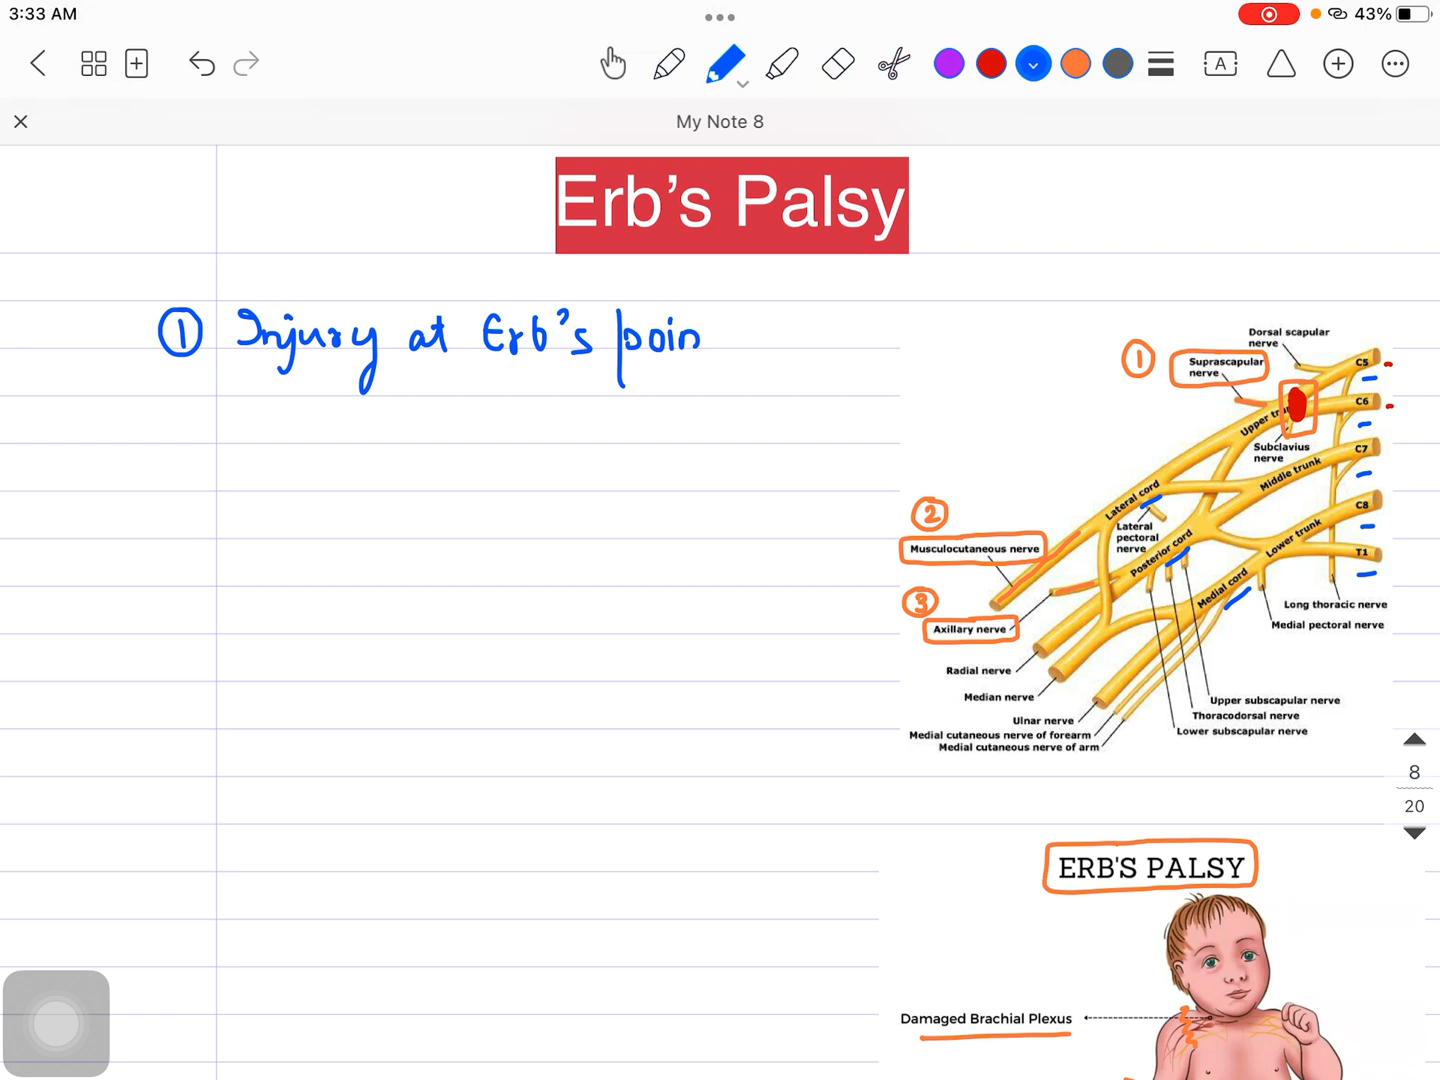 3:33 AM
43%
A
My Note 8
Erb's Palsy
① Injury at Erb's poin
Dorsal scapular
nerve
① Suprascapular
nerve
C5
C6
Upper trun
Subclavius
nerve
C7
Middle trunk
Lateral cord
C8
②
Lateral
pectoral
nerve
Lower trunk
Musculocutaneous nerve
Posterior cord
T1
Medial cord
③
Long thoracic nerve
Axillary nerve
Medial pectoral nerve
Radial nerve
Median nerve
Upper subscapular nerve
Ulnar nerve
Thoracodorsal nerve
Medial cutaneous nerve of forearm
Lower subscapular nerve
Medial cutaneous nerve of arm
8
20
ERB'S PALSY
Damaged Brachial Plexus